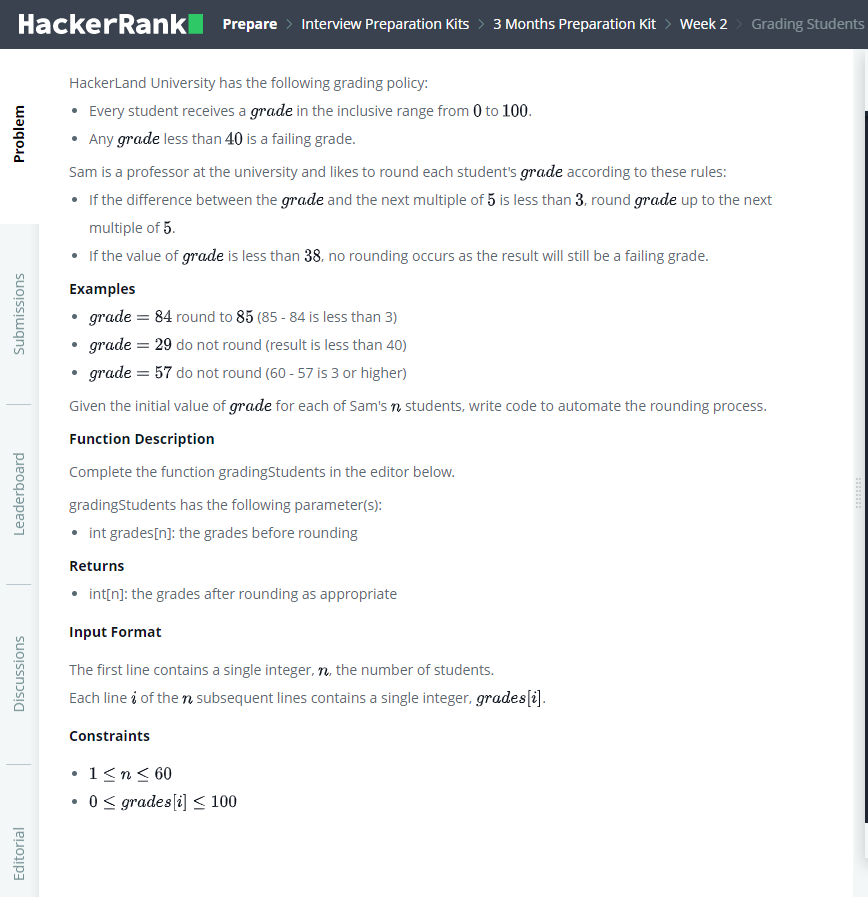 HackerRank Prepare > Interview Preparation Kits > 3 Months Preparation Kit > Week 2 > Grading Students
Problem
Submissions
Leaderboard
Discussions
Editorial
HackerLand University has the following grading policy:
• Every student receives a grade in the inclusive range from 0 to 100.
• Any grade less than 40 is a failing grade.
Sam is a professor at the university and likes to round each student's grade according to these rules:
• If the difference between the grade and the next multiple of 5 is less than 3, round grade up to the next
multiple of 5.
• If the value of grade is less than 38, no rounding occurs as the result will still be a failing grade.
Examples
• grade = 84 round to 85 (85 - 84 is less than 3)
• grade = 29 do not round (result is less than 40)
• grade = 57 do not round (60 - 57 is 3 or higher)
Given the initial value of grade for each of Sam's n students, write code to automate the rounding process.
Function Description
Complete the function gradingStudents in the editor below.
gradingStudents has the following parameter(s):
• int grades[n]: the grades before rounding
Returns
• int[n]: the grades after rounding as appropriate
Input Format
The first line contains a single integer, n, the number of students.
Each line i of the n subsequent lines contains a single integer, grades[i].
Constraints
• 1 ≤ n ≤ 60
• 0 ≤ grades[i] ≤ 100